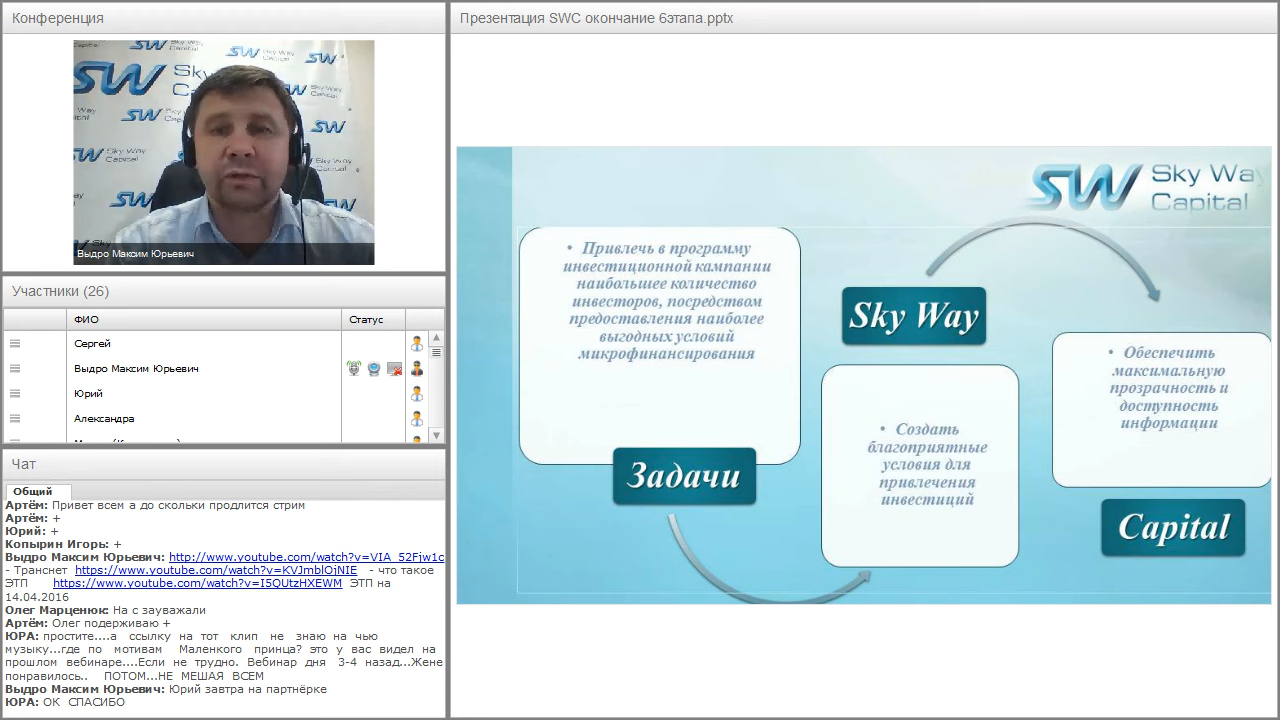 Конференция
SW Sky Way Capital
Выдро Максим Юрьевич
Участники (26)
ФИО
Статус
Сергей
Выдро Максим Юрьевич
Юрий
Александра
Чат
Общий
Артём: Привет всем а до скольки продлится стрим
Артём: +
Юрий: +
Копырин Игорь: +
Выдро Максим Юрьевич: http://www.youtube.com/watch?v=VIA_52Fjw1c
- Транснет https://www.youtube.com/watch?v=KVJmblOjNIE - что такое
ЭТП https://www.youtube.com/watch?v=I5QUtzHXEWM ЭТП на
14.04.2016
Олег Марценюк: На с зауважали
Артём: Олег подерживаю +
ЮРА: простите....а ссылку на тот клип не знаю на чью
музыку...где по мотивам Маленкого принца? это у вас видел на
прошлом вебинаре....Если не трудно. Вебинар дня 3-4 назад...Жене
понравилось.. ПОТОМ...НЕ МЕШАЯ ВСЕМ
Выдро Максим Юрьевич: Юрий завтра на партнёрке
ЮРА: ОК СПАСИБО
Презентация SWC окончание 6этапа.pptx
SW Sky Way
Capital
• Привлечь в программу
инвестиционной кампании
наибольшее количество
инвесторов, посредством
предоставления наиболее
выгодных условий
микрофинансирования
Задачи
Sky Way
• Создать
благоприятные
условия для
привлечения
инвестиций
• Обеспечить
максимальную
прозрачность и
доступность
информации
Capital